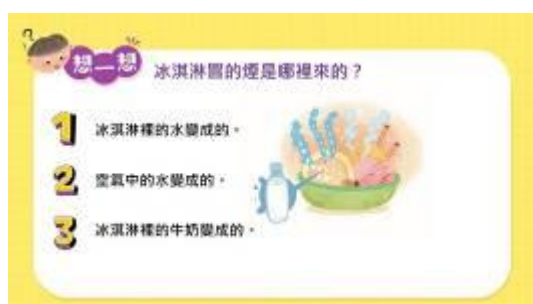 ?
想一想
冰淇淋冒的煙是哪裡來的？
1 冰淇淋裡的水變成的。
2 空氣中的水變成的。
3 冰淇淋裡的牛奶變成的。